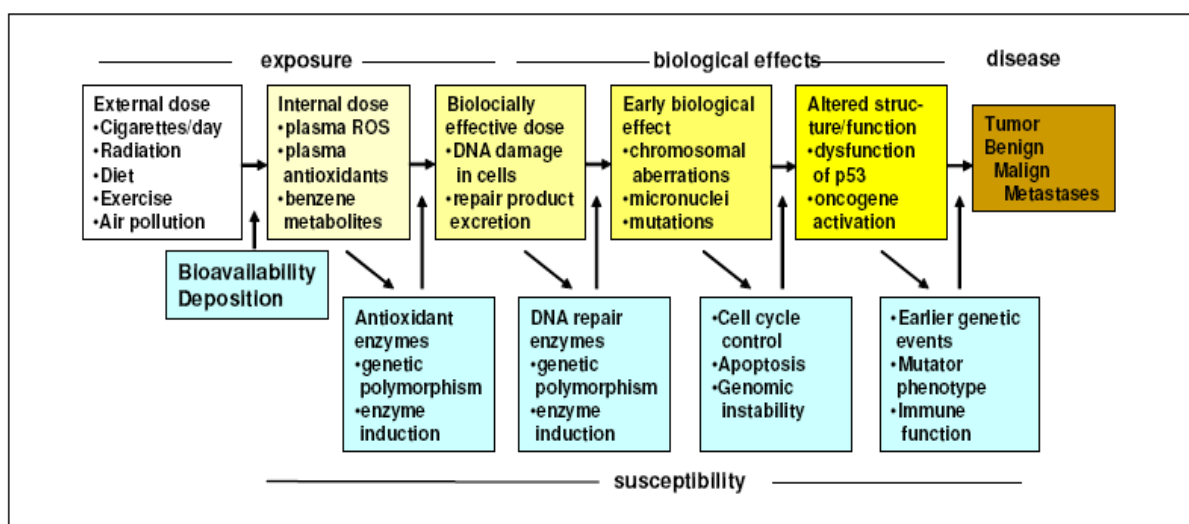 exposure
biological effects
disease
External dose
•Cigarettes/day
•Radiation
•Diet
•Exercise
•Air pollution
Internal dose
•plasma ROS
•plasma
antioxidants
•benzene
metabolites
Biolocially
effective dose
•DNA damage
in cells
•repair product
excretion
Early biological
effect
•chromosomal
aberrations
•micronuclei
•mutations
Altered struc-
ture/function
•dysfunction
of p53
•oncogene
activation
Tumor
Benign
Malign
Metastases
Bioavailability
Deposition
Antioxidant
enzymes
•genetic
polymorphism
•enzyme
induction
DNA repair
enzymes
•genetic
polymorphism
•enzyme
induction
•Cell cycle
control
•Apoptosis
•Genomic
instability
•Earlier genetic
events
•Mutator
phenotype
•Immune
function
susceptibility